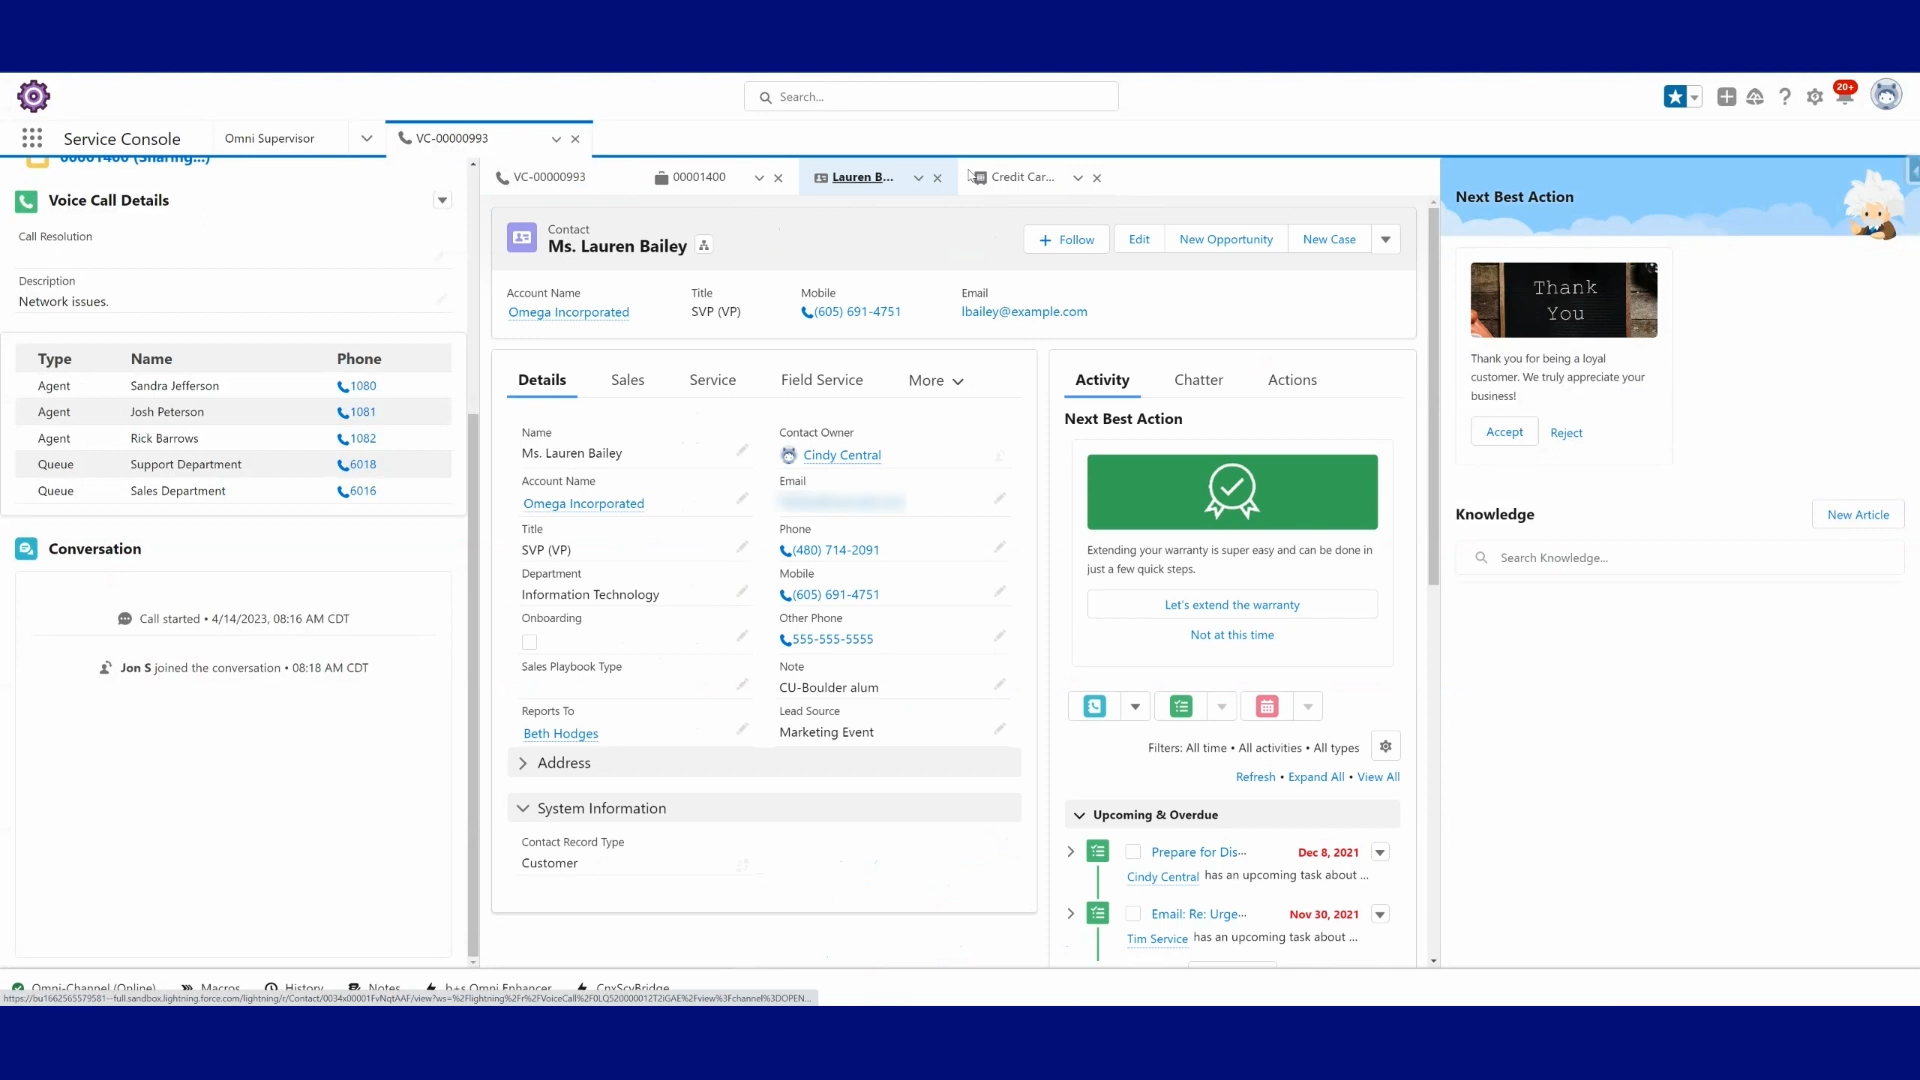 Search...
20+
Service Console
Omni Supervisor
VC-00000993
00001400 (Sharing...)
Voice Call Details
Call Resolution
Description
Network issues.
Type Name Phone
Agent Sandra Jefferson 1080
Agent Josh Peterson 1081
Agent Rick Barrows 1082
Queue Support Department 6018
Queue Sales Department 6016
Conversation
Call started • 4/14/2023, 08:16 AM CDT
Jon S joined the conversation • 08:18 AM CDT
VC-00000993
00001400
Lauren B...
Credit Car...
Contact
Ms. Lauren Bailey
Follow
Edit
New Opportunity
New Case
Account Name
Omega Incorporated
Title
SVP (VP)
Mobile
(605) 691-4751
Email
lbailey@example.com
Details
Sales
Service
Field Service
More
Name
Ms. Lauren Bailey
Account Name
Omega Incorporated
Title
SVP (VP)
Department
Information Technology
Onboarding
Sales Playbook Type
Reports To
Beth Hodges
Contact Owner
Cindy Central
Email
Phone
(480) 714-2091
Mobile
(605) 691-4751
Other Phone
555-555-5555
Note
CU-Boulder alum
Lead Source
Marketing Event
Address
System Information
Contact Record Type
Customer
Activity
Chatter
Actions
Next Best Action
Extending your warranty is super easy and can be done in
just a few quick steps.
Let's extend the warranty
Not at this time
Filters: All time • All activities • All types
Refresh • Expand All • View All
Upcoming & Overdue
Prepare for Dis... Dec 8, 2021
Cindy Central has an upcoming task about ...
Email: Re: Urge... Nov 30, 2021
Tim Service has an upcoming task about ...
Next Best Action
Thank
You
Thank you for being a loyal
customer. We truly appreciate your
business!
Accept
Reject
Knowledge
New Article
Search Knowledge...
Omni-Channel (Online)
Macros
History
Notes
b+s Omni Enhancer
CnxScvBridge